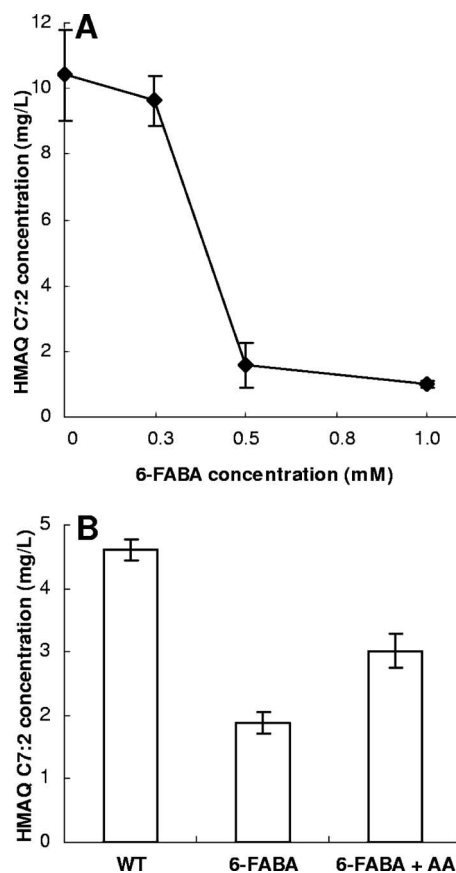 A
HMAQ C7:2 concentration (mg/L)
12
10
8
6
4
2
0
0 0.3 0.5 0.8 1.0
6-FABA concentration (mM)
B
HMAQ C7:2 concentration (mg/L)
5
4
3
2
1
0
WT 6-FABA 6-FABA + AA